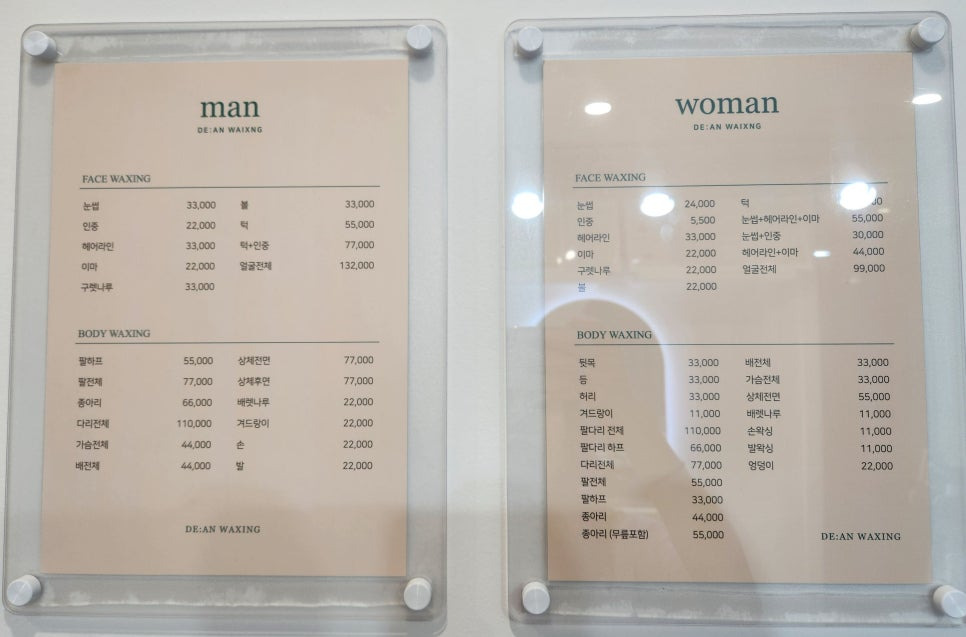 man
DE:AN WAIXNG
FACE WAXING
눈썹 33,000 볼 33,000
인중 22,000 턱 55,000
헤어라인 33,000 턱+인중 77,000
이마 22,000 얼굴전체 132,000
구렛나루 33,000
BODY WAXING
팔하프 55,000 상체전면 77,000
팔전체 77,000 상체후면 77,000
종아리 66,000 배렛나루 22,000
다리전체 110,000 겨드랑이 22,000
가슴전체 44,000 손 22,000
배전체 44,000 발 22,000
DE:AN WAXING
woman
DE:AN WAIXNG
FACE WAXING
눈썹 24,000 턱
인중 5,500 눈썹+헤어라인+이마 55,000
헤어라인 33,000 눈썹+인중 30,000
이마 22,000 헤어라인+이마 44,000
구렛나루 22,000 얼굴전체 99,000
볼 22,000
BODY WAXING
뒷목 33,000 배전체 33,000
등 33,000 가슴전체 33,000
허리 33,000 상체전면 55,000
겨드랑이 11,000 배렛나루 11,000
팔다리 전체 110,000 손왁싱 11,000
팔다리 하프 66,000 발왁싱 11,000
다리전체 77,000 엉덩이 22,000
팔전체 55,000
팔하프 33,000
종아리 44,000
종아리 (무릎포함) 55,000
DE:AN WAXING